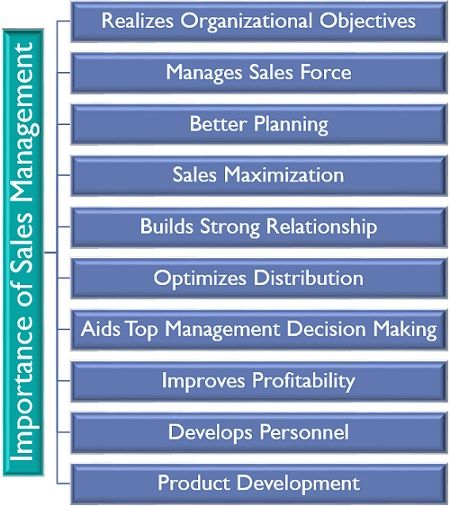 Importance of Sales Management
Realizes Organizational Objectives
Manages Sales Force
Better Planning
Sales Maximization
Builds Strong Relationship
Optimizes Distribution
Aids Top Management Decision Making
Improves Profitability
Develops Personnel
Product Development